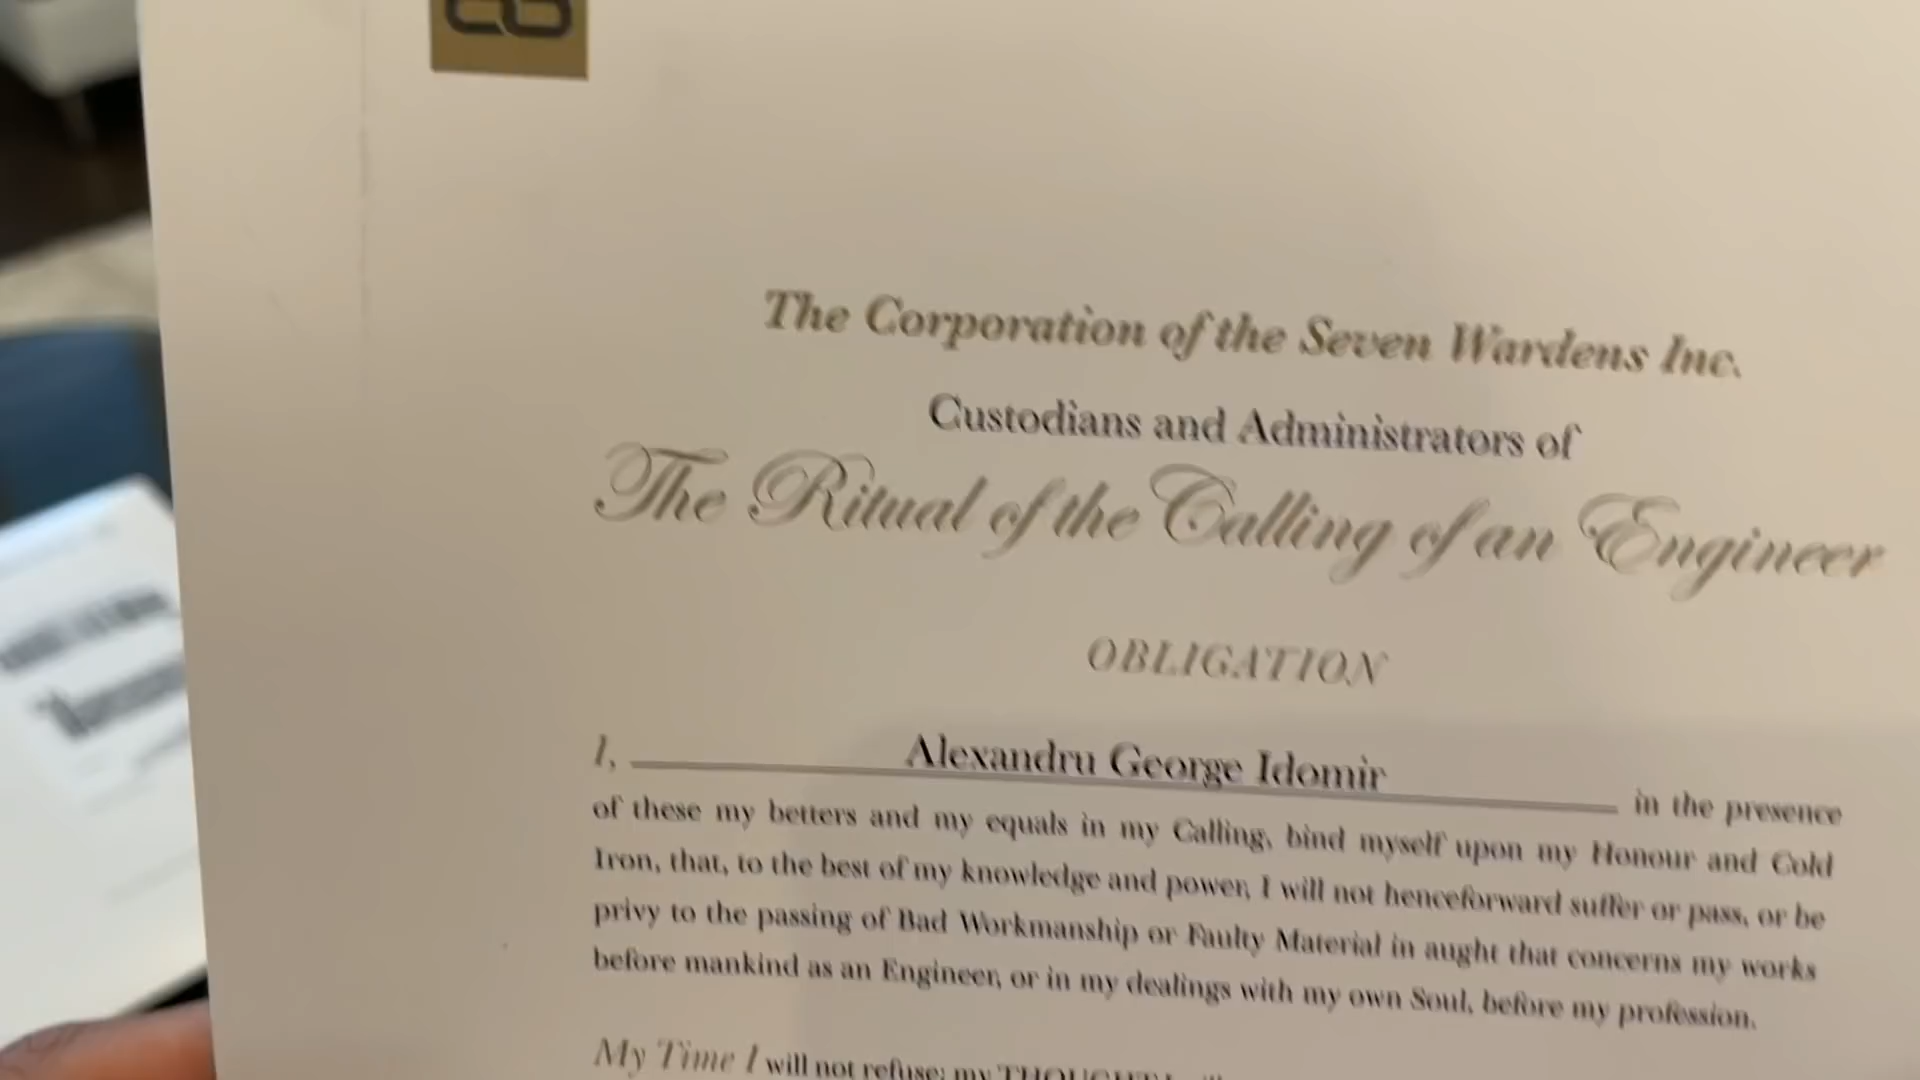 The Corporation of the Seven Wardens Inc.
Custodians and Administrators of
The Ritual of the Calling of an Engineer
OBLIGATION
I, Alexandru George Idomir in the presence
of these my betters and my equals in my Calling, bind myself upon my Honour and Cold
Iron, that, to the best of my knowledge and power, I will not henceforward suffer or pass, or be
privy to the passing of Bad Workmanship or Faulty Material in aught that concerns my works
before mankind as an Engineer, or in my dealings with my own Soul, before my profession.
My Time I will not refuse; my THOUGHT